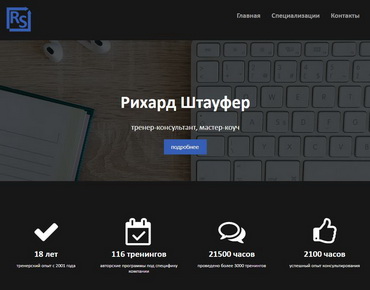 RS
Главная Специализации Контакты
Рихард Штауфер
тренер-консультант, мастер-коуч
подробнее
18 лет
тренерский опыт с 2001 года
116 тренингов
авторские программы под специфику
компании
21500 часов
проведено более 3000 тренингов
2100 часов
успешный опыт консультирования